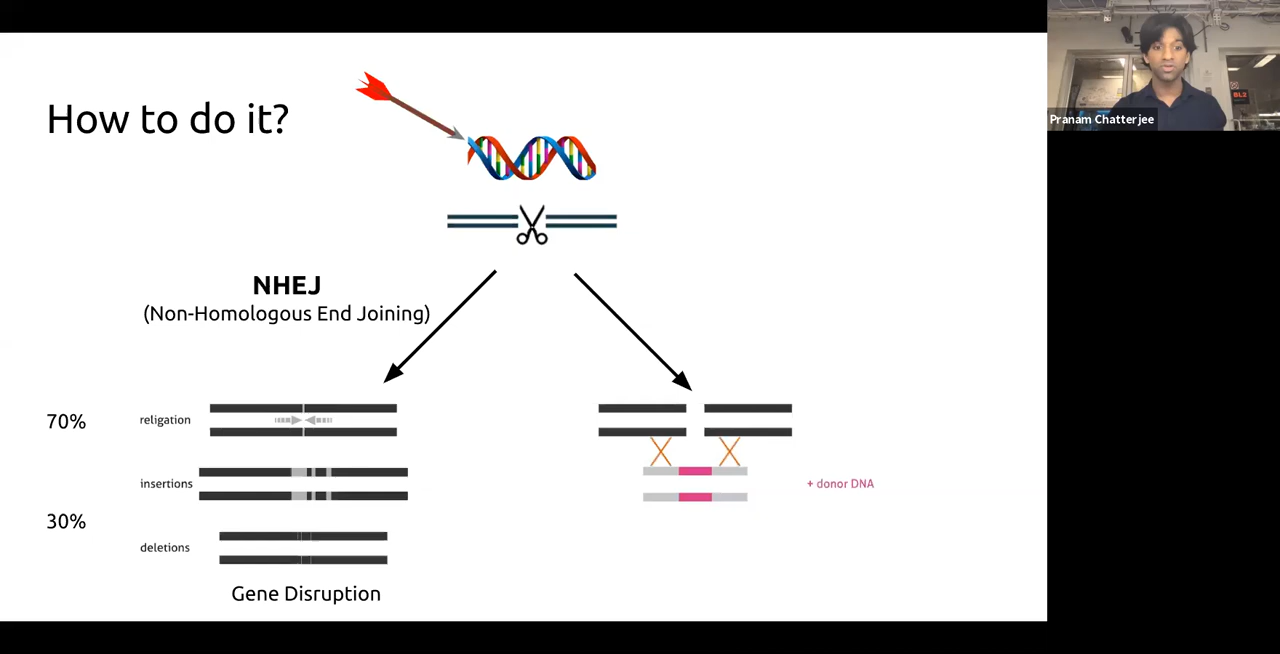 How to do it?
NHEJ
(Non-Homologous End Joining)
70%
religation
insertions
+ donor DNA
30%
deletions
Gene Disruption
Pranam Chatterjee
BL2